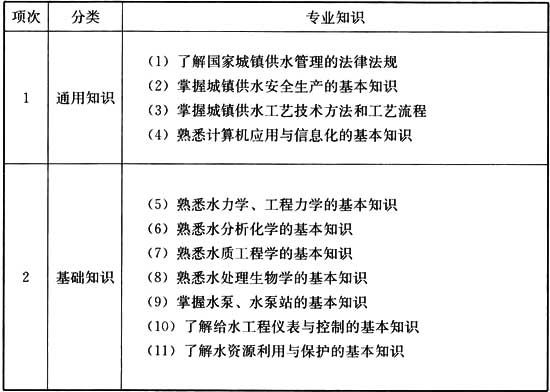 项次 分类 专业知识
1 通用知识
(1) 了解国家城镇供水管理的法律法规
(2) 掌握城镇供水安全生产的基本知识
(3) 掌握城镇供水工艺技术方法和工艺流程
(4) 熟悉计算机应用与信息化的基本知识
2 基础知识
(5) 熟悉水力学、工程力学的基本知识
(6) 熟悉水分析化学的基本知识
(7) 熟悉水质工程学的基本知识
(8) 熟悉水处理生物学的基本知识
(9) 掌握水泵、水泵站的基本知识
(10) 了解给水工程仪表与控制的基本知识
(11) 了解水资源利用与保护的基本知识